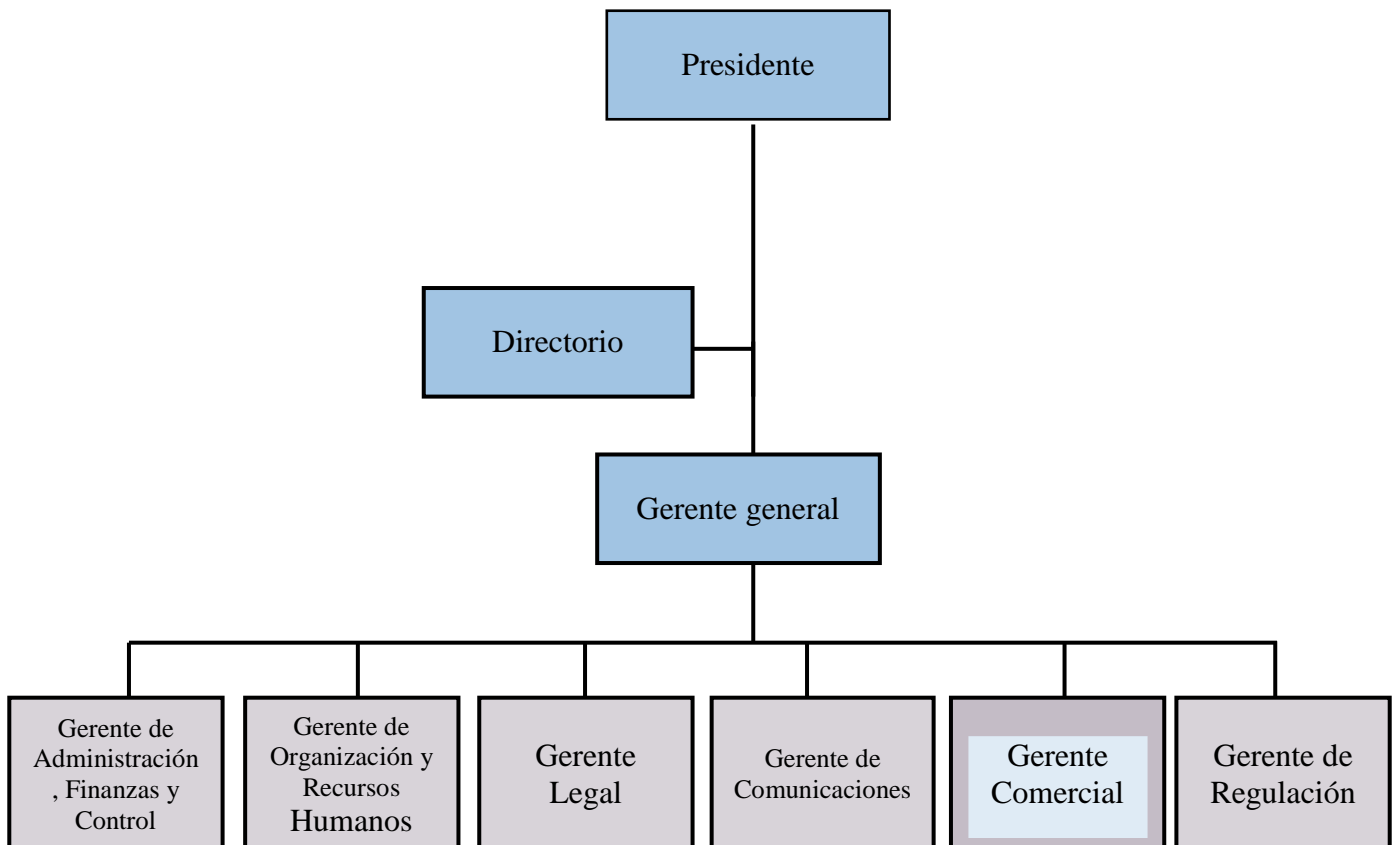 Presidente
Directorio
Gerente general
Gerente de
Administración
, Finanzas y
Control
Gerente de
Organización y
Recursos
Humanos
Gerente
Legal
Gerente de
Comunicaciones
Gerente
Comercial
Gerente de
Regulación